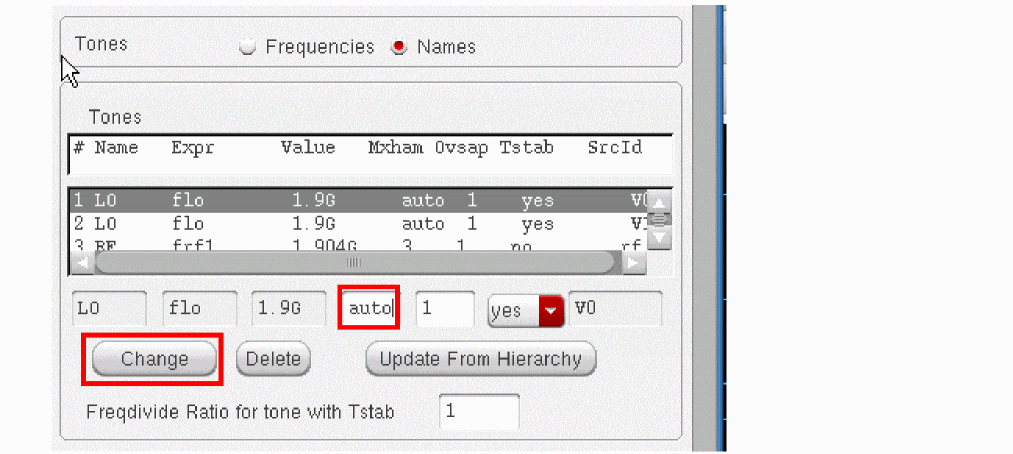 Tones Frequencies Names
Tones
# Name Expr Value Mxham Ovsap Tstab SrcId
1 LO flo 1.9G auto 1 yes V0
2 LO flo 1.9G auto 1 yes
3 RF frf1 1.904G 3 1 no rf
LO flo 1.9G auto 1 yes V0
Change Delete Update From Hierarchy
Freqdivide Ratio for tone with Tstab 1